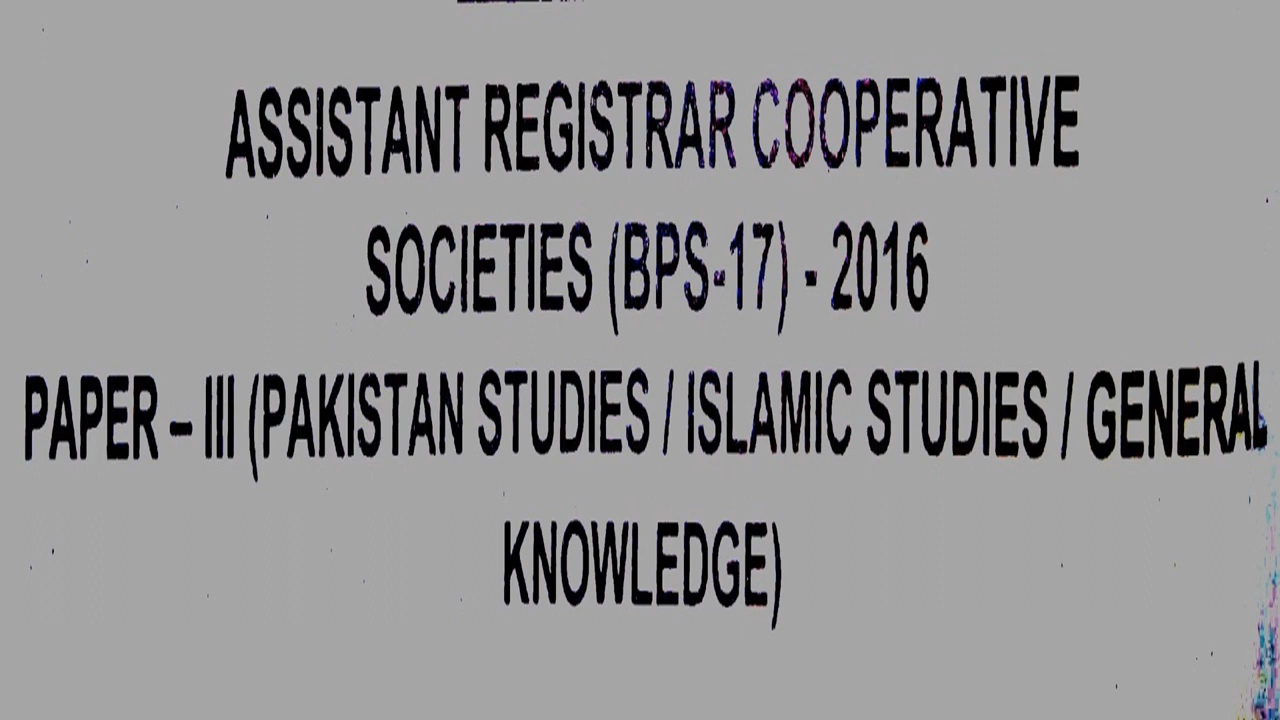 ASSISTANT REGISTRAR COOPERATIVE
SOCIETIES (BPS-17) - 2016
PAPER – III (PAKISTAN STUDIES / ISLAMIC STUDIES / GENERAL
KNOWLEDGE)